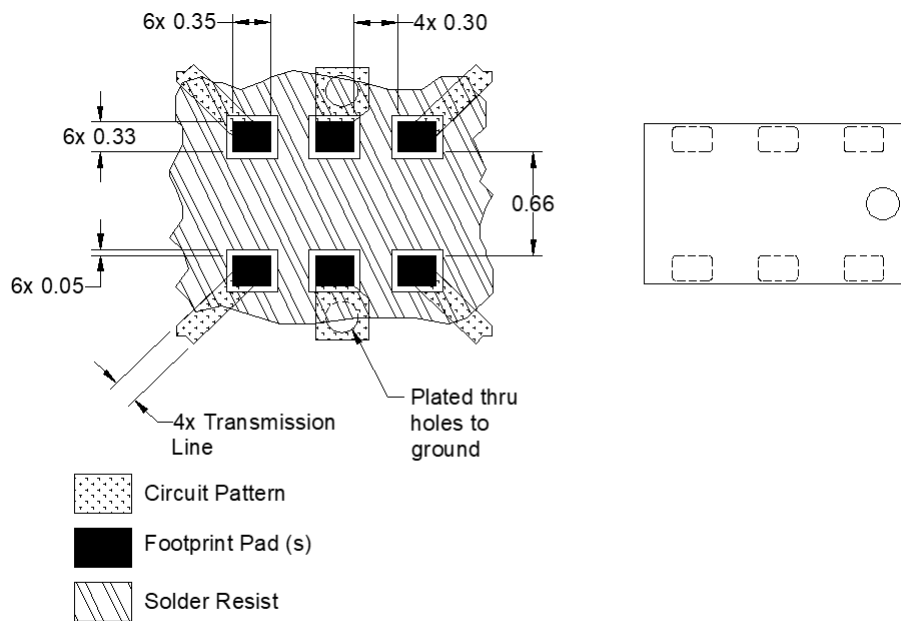 6x 0.35
4x 0.30
6x 0.33
0.66
6x 0.05
4x Transmission
Line
Plated thru
holes to
ground
Circuit Pattern
Footprint Pad (s)
Solder Resist